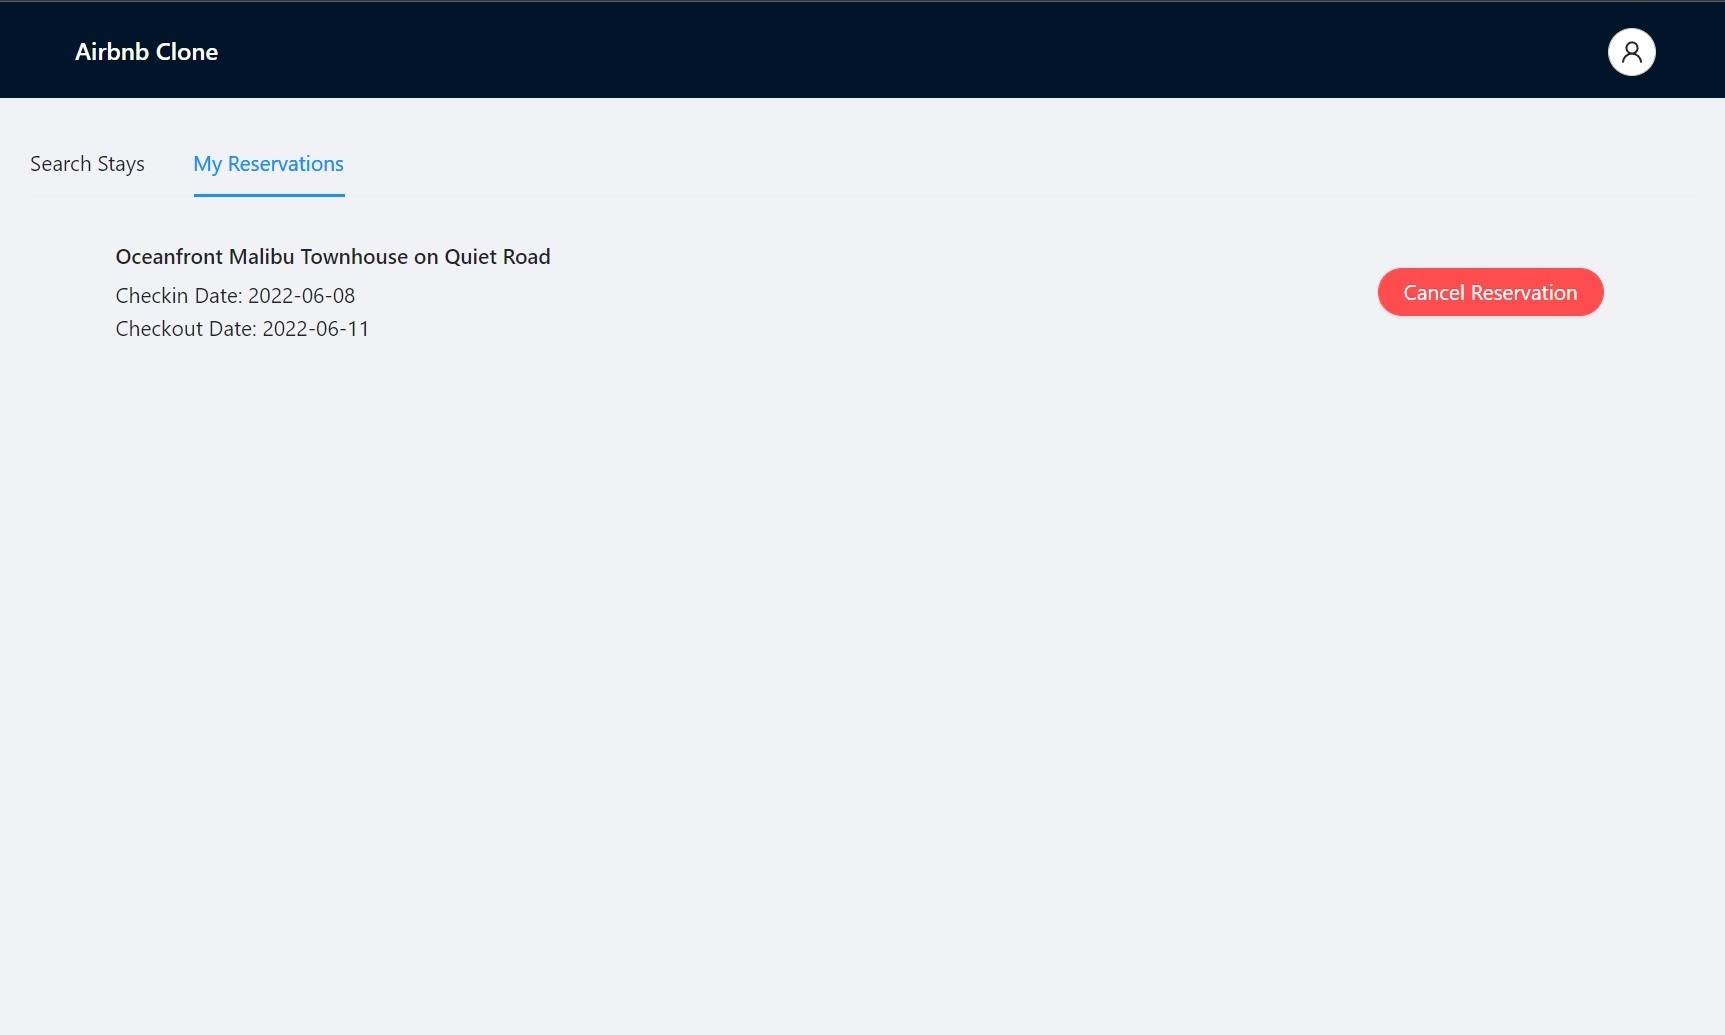 Airbnb Clone
Search Stays
My Reservations
Oceanfront Malibu Townhouse on Quiet Road
Checkin Date: 2022-06-08
Checkout Date: 2022-06-11
Cancel Reservation